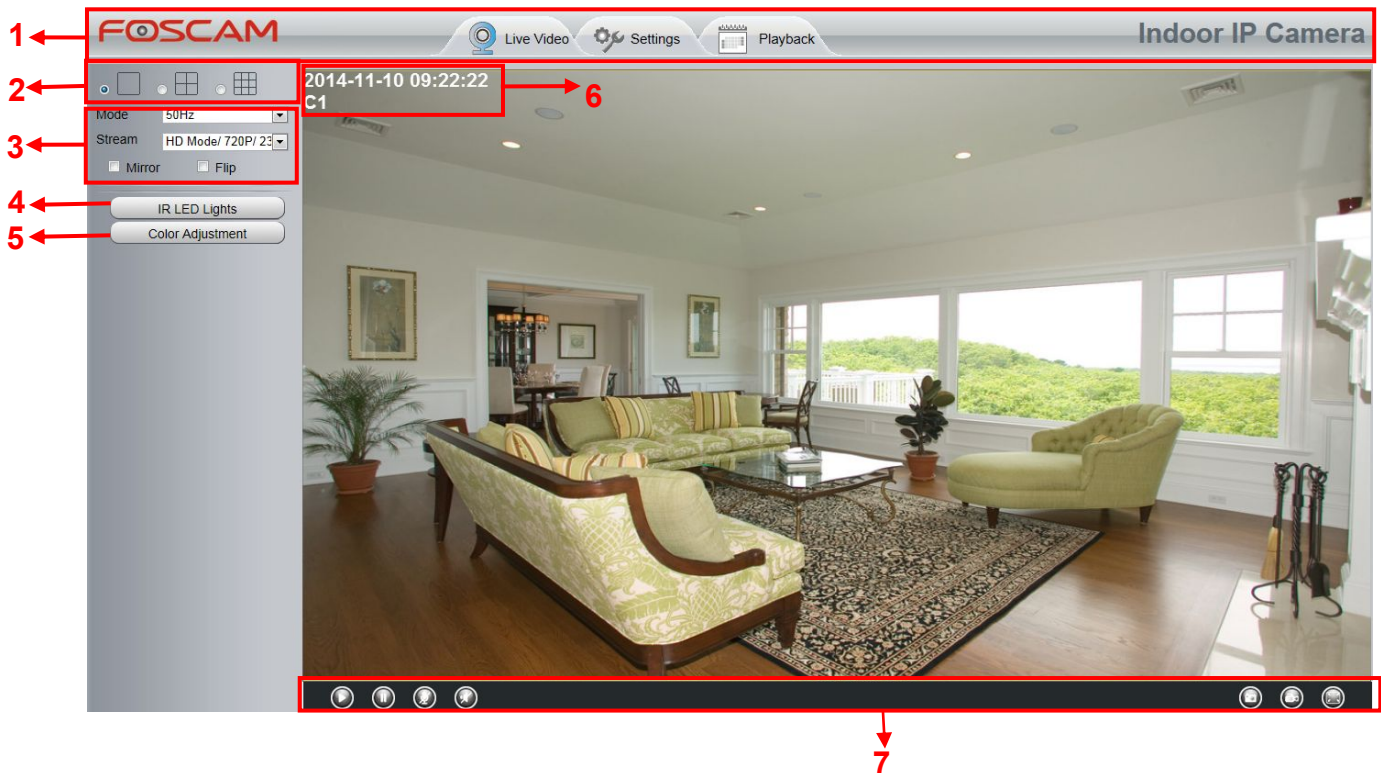 1
FOSCAM
Live Video
Settings
Playback
Indoor IP Camera
2
2014-11-10 09:22:22
C1
6
3
Mode
50Hz
Stream
HD Mode/ 720P/ 23
Mirror
Flip
4
IR LED Lights
5
Color Adjustment
7